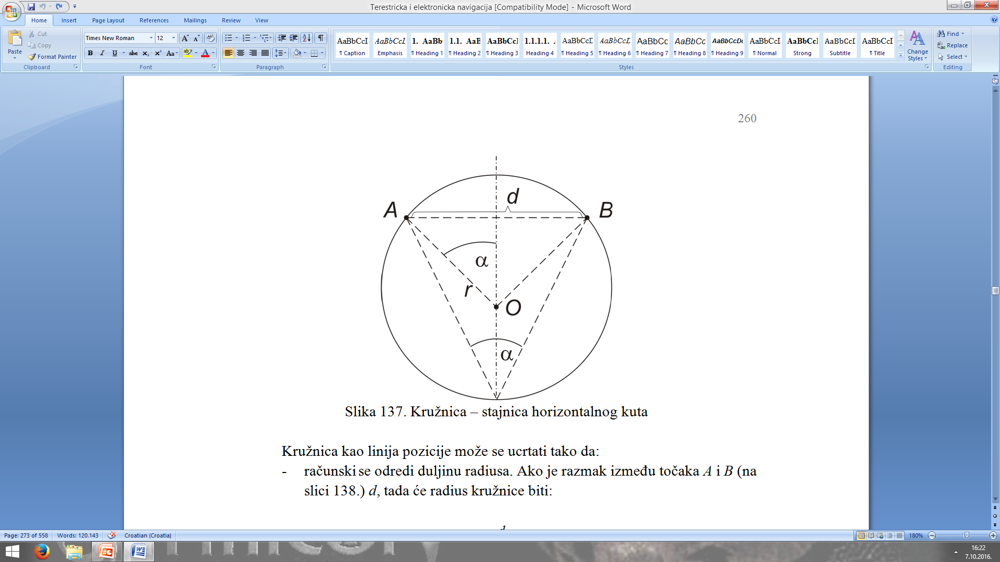 Terestricka i elektronicka navigacija [Compatibility Mode] - Microsoft Word
Home Insert Page Layout References Mailings Review View
Paste
Cut
Copy
Format Painter
Clipboard
Times New Roman 12
B I U abc x₂ x² Aa
Font
Paragraph
AaBbCcI AaBbCcL 1. AaBb 1.1. AaB AaBbCcI 1.1.1.1. AaBbCcD AaBbCcD AaBbCc AaBbCc AaBbCcDd AaBbCcI AaBbCcI AaBbCcI AaBbCcI
¶ Caption Emphasis ¶ Heading 1 ¶ Heading 2 ¶ Heading 3 Heading 4 ¶ Heading 5 ¶ Heading 6 ¶ Heading 7 ¶ Heading 8 ¶ Heading 9 ¶ Normal Strong Subtitle ¶ Title
Change
Styles
Styles
Find
Replace
Select
Editing
260
d
A B
α
r
O
α
Slika 137. Kružnica – stajnica horizontalnog kuta
Kružnica kao linija pozicije može se ucrtati tako da:
- računski se odredi duljinu radiusa. Ako je razmak između točaka A i B (na
slici 138.) d, tada će radius kružnice biti:
d
Page: 273 of 558 Words: 120.143 Croatian (Croatia) 180%
16:22
7.10.2016.